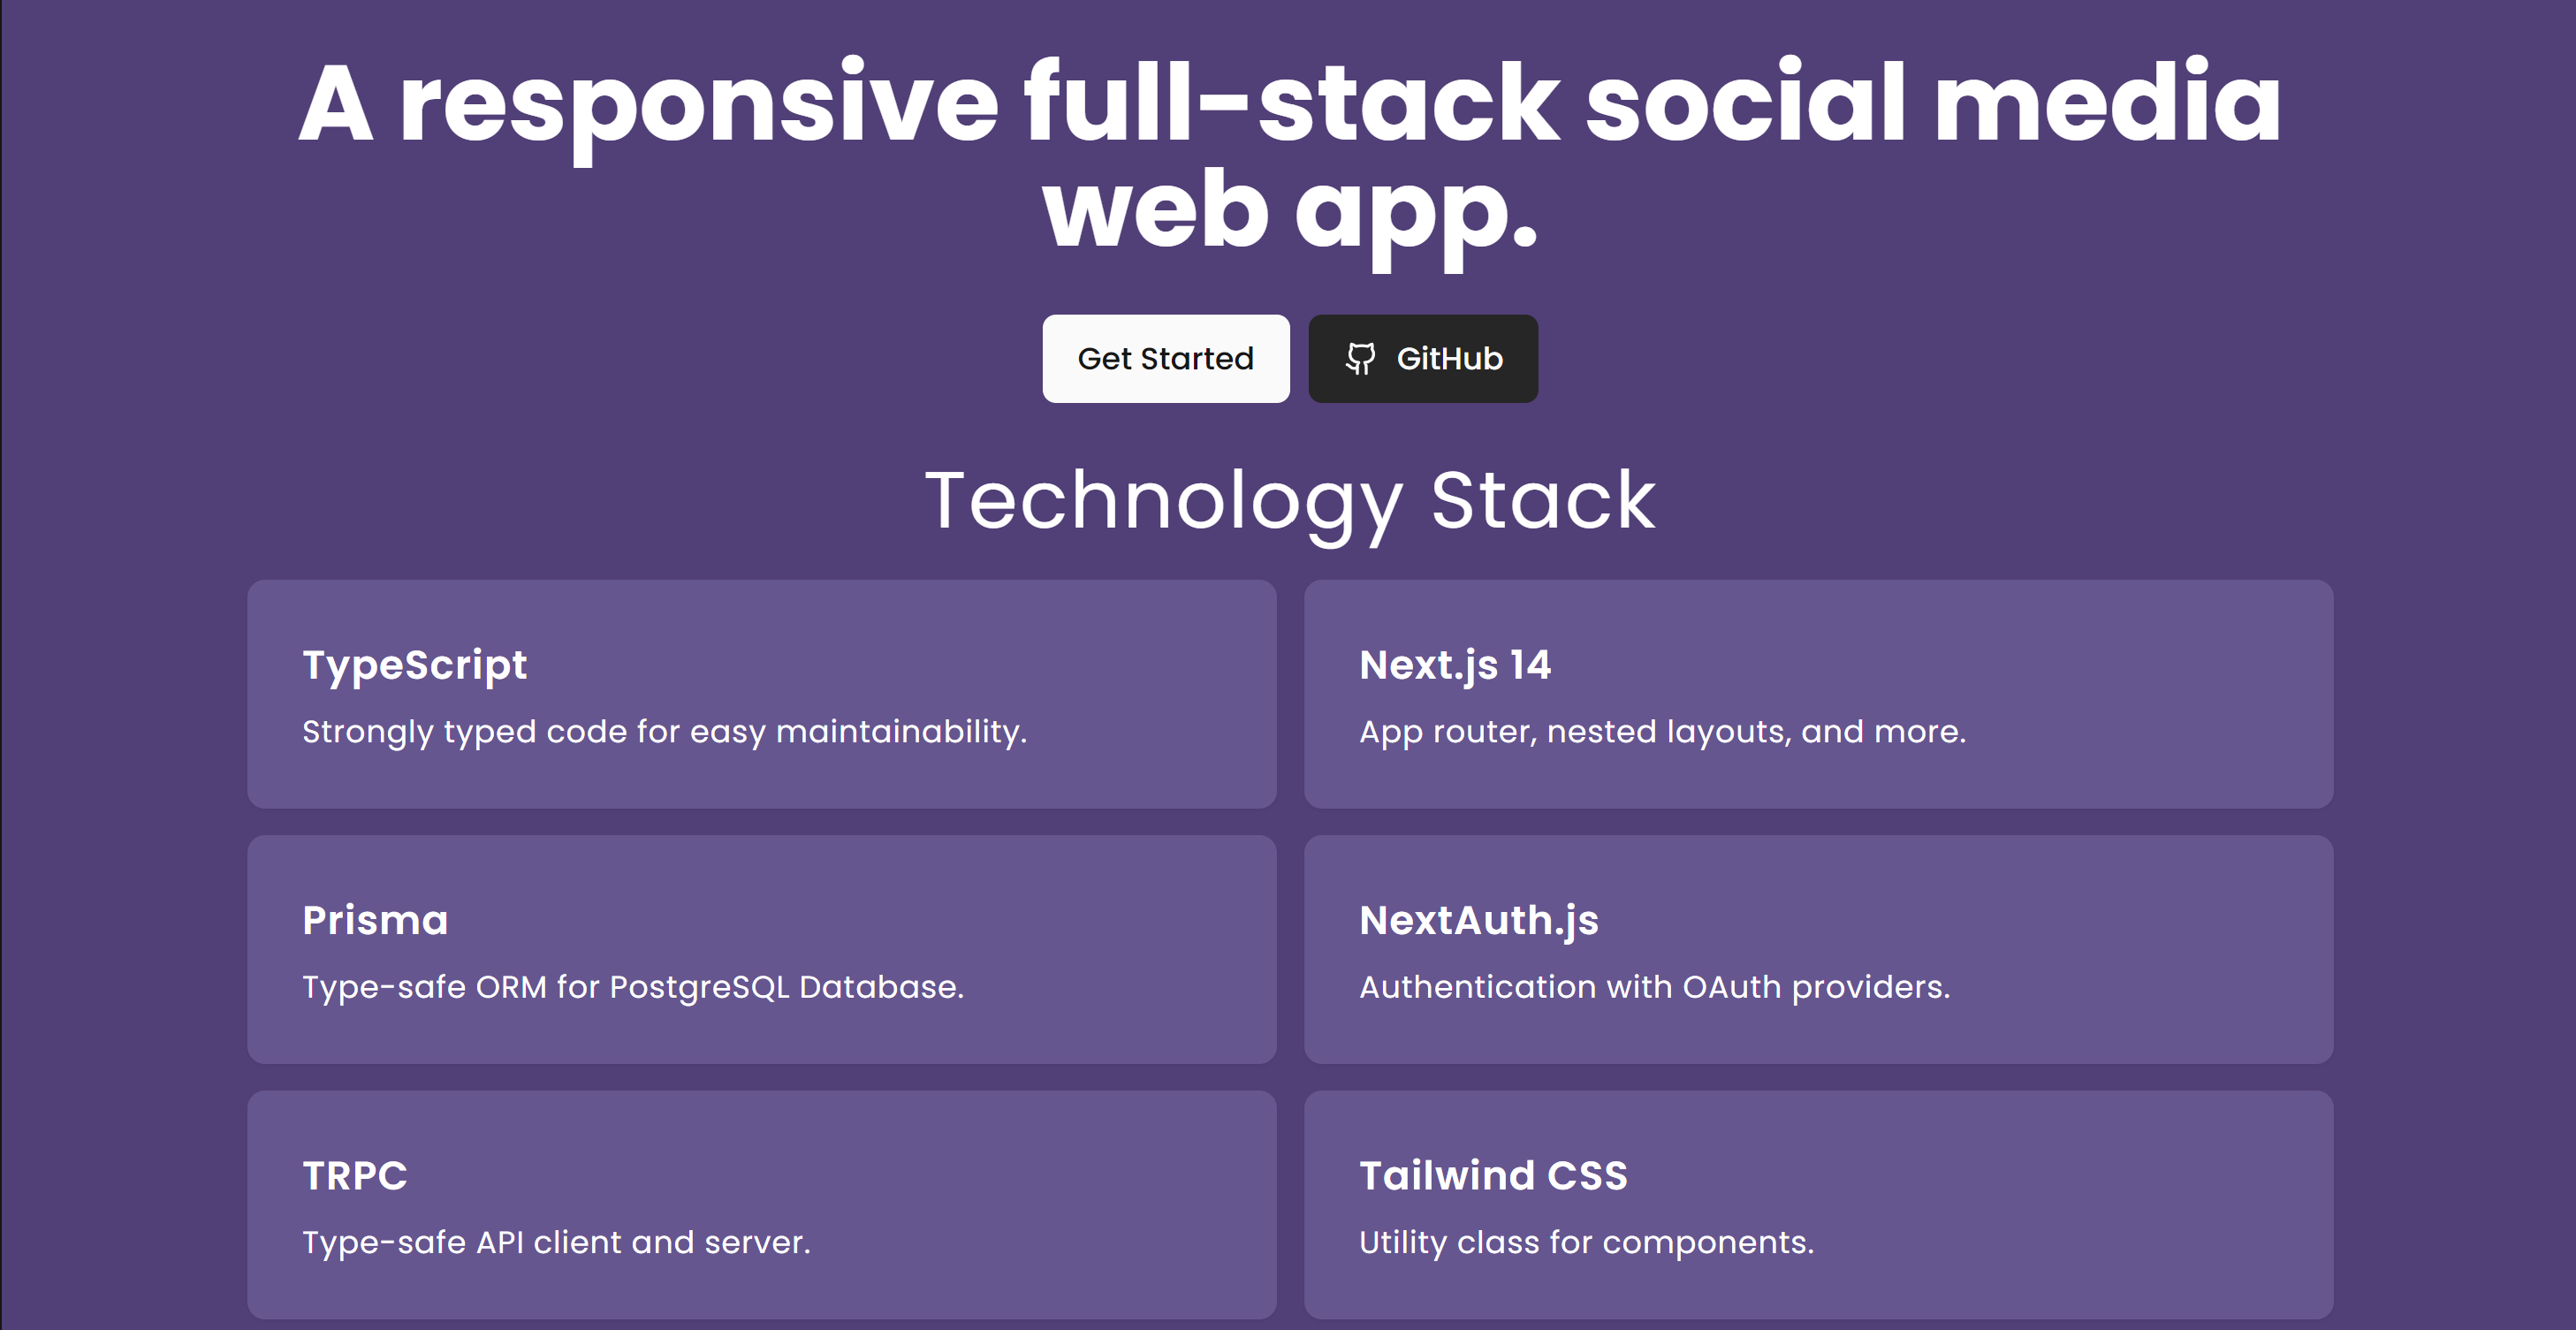 A responsive full-stack social media
web app.
Get Started
GitHub
Technology Stack
TypeScript
Strongly typed code for easy maintainability.
Next.js 14
App router, nested layouts, and more.
Prisma
Type-safe ORM for PostgreSQL Database.
NextAuth.js
Authentication with OAuth providers.
TRPC
Type-safe API client and server.
Tailwind CSS
Utility class for components.